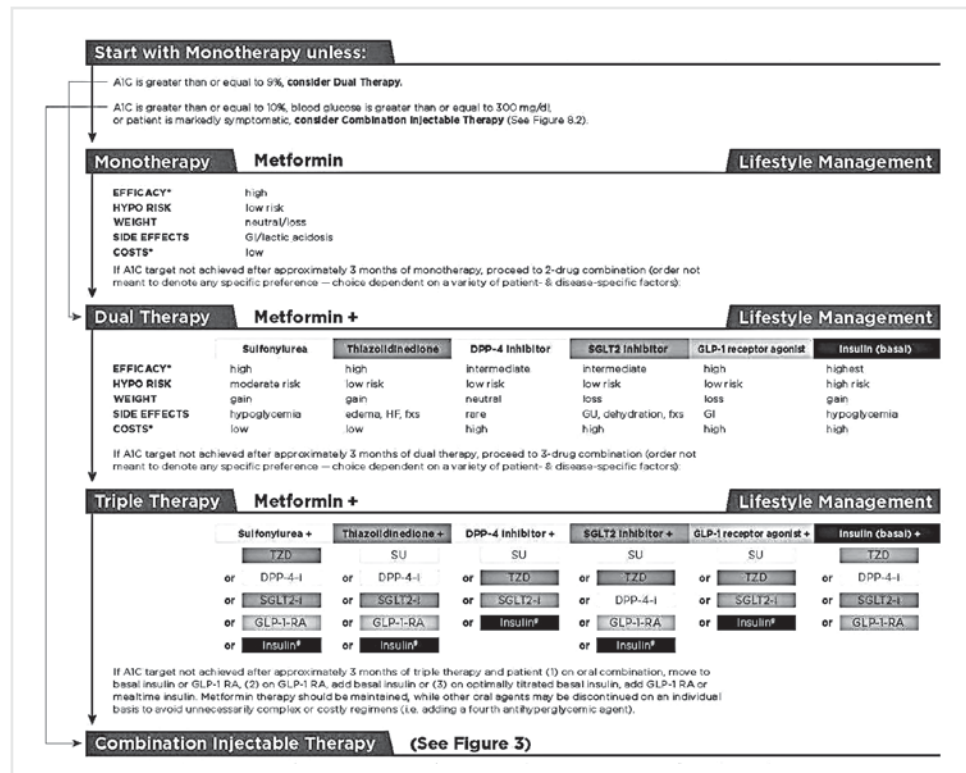 Start with Monotherapy unless:
A1C is greater than or equal to 9%, consider Dual Therapy.
A1C is greater than or equal to 10%, blood glucose is greater than or equal to 300 mg/dl,
or patient is markedly symptomatic, consider Combination Injectable Therapy (See Figure 8.2).
Monotherapy Metformin Lifestyle Management
EFFICACY* high
HYPO RISK low risk
WEIGHT neutral/loss
SIDE EFFECTS GI/lactic acidosis
COSTS* low
If A1C target not achieved after approximately 3 months of monotherapy, proceed to 2-drug combination (order not
meant to denote any specific preference — choice dependent on a variety of patient- & disease-specific factors):
Dual Therapy Metformin + Lifestyle Management
Sulfonylurea Thiazolidinedione DPP-4 Inhibitor SGLT2 Inhibitor GLP-1 receptor agonist Insulin (basal)
EFFICACY* high high intermediate intermediate high highest
HYPO RISK moderate risk low risk low risk low risk low risk high risk
WEIGHT gain gain neutral loss loss gain
SIDE EFFECTS hypoglycemia edema, HF, fxs rare GU, dehydration, fxs GI hypoglycemia
COSTS* low low high high high high
If A1C target not achieved after approximately 3 months of dual therapy, proceed to 3-drug combination (order not
meant to denote any specific preference — choice dependent on a variety of patient- & disease-specific factors):
Triple Therapy Metformin + Lifestyle Management
Sulfonylurea + Thiazolidinedione + DPP-4 Inhibitor + SGLT2 Inhibitor + GLP-1 receptor agonist + Insulin (basal) +
TZD SU SU SU SU TZD
or DPP-4-I or DPP-4-I or TZD or TZD or TZD or DPP-4-I
or SGLT2-I or SGLT2-I or SGLT2-I or DPP-4-I or SGLT2-I or SGLT2-I
or GLP-1-RA or GLP-1-RA or Insulin# or GLP-1-RA or Insulin# or GLP-1-RA
or Insulin# or Insulin# or Insulin#
If A1C target not achieved after approximately 3 months of triple therapy and patient (1) on oral combination, move to
basal insulin or GLP-1 RA, (2) on GLP-1 RA, add basal insulin or (3) on optimally titrated basal insulin, add GLP-1 RA or
mealtime insulin. Metformin therapy should be maintained, while other oral agents may be discontinued on an individual
basis to avoid unnecessarily complex or costly regimens (i.e. adding a fourth antihyperglycemic agent).
Combination Injectable Therapy (See Figure 3)